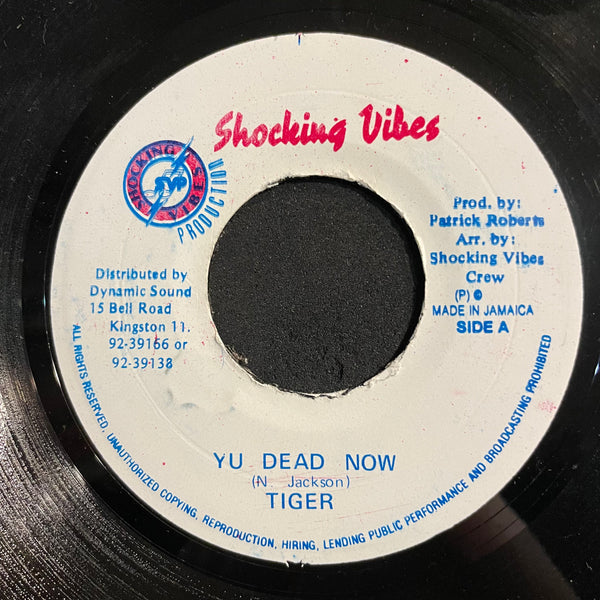 Shocking Vibes
SHOCKING VIBES
PRODUCTION
Prod. by:
Patrick Roberts
Arr. by:
Shocking Vibes
Crew
(P) ©
MADE IN JAMAICA
SIDE A
Distributed by
Dynamic Sound
15 Bell Road
Kingston 11.
92-39166 or
92-39138
YU DEAD NOW
(N. Jackson)
TIGER
ALL RIGHTS RESERVED. UNAUTHORIZED COPYING, REPRODUCTION, HIRING, LENDING PUBLIC PERFORMANCE AND BROADCASTING PROHIBITED